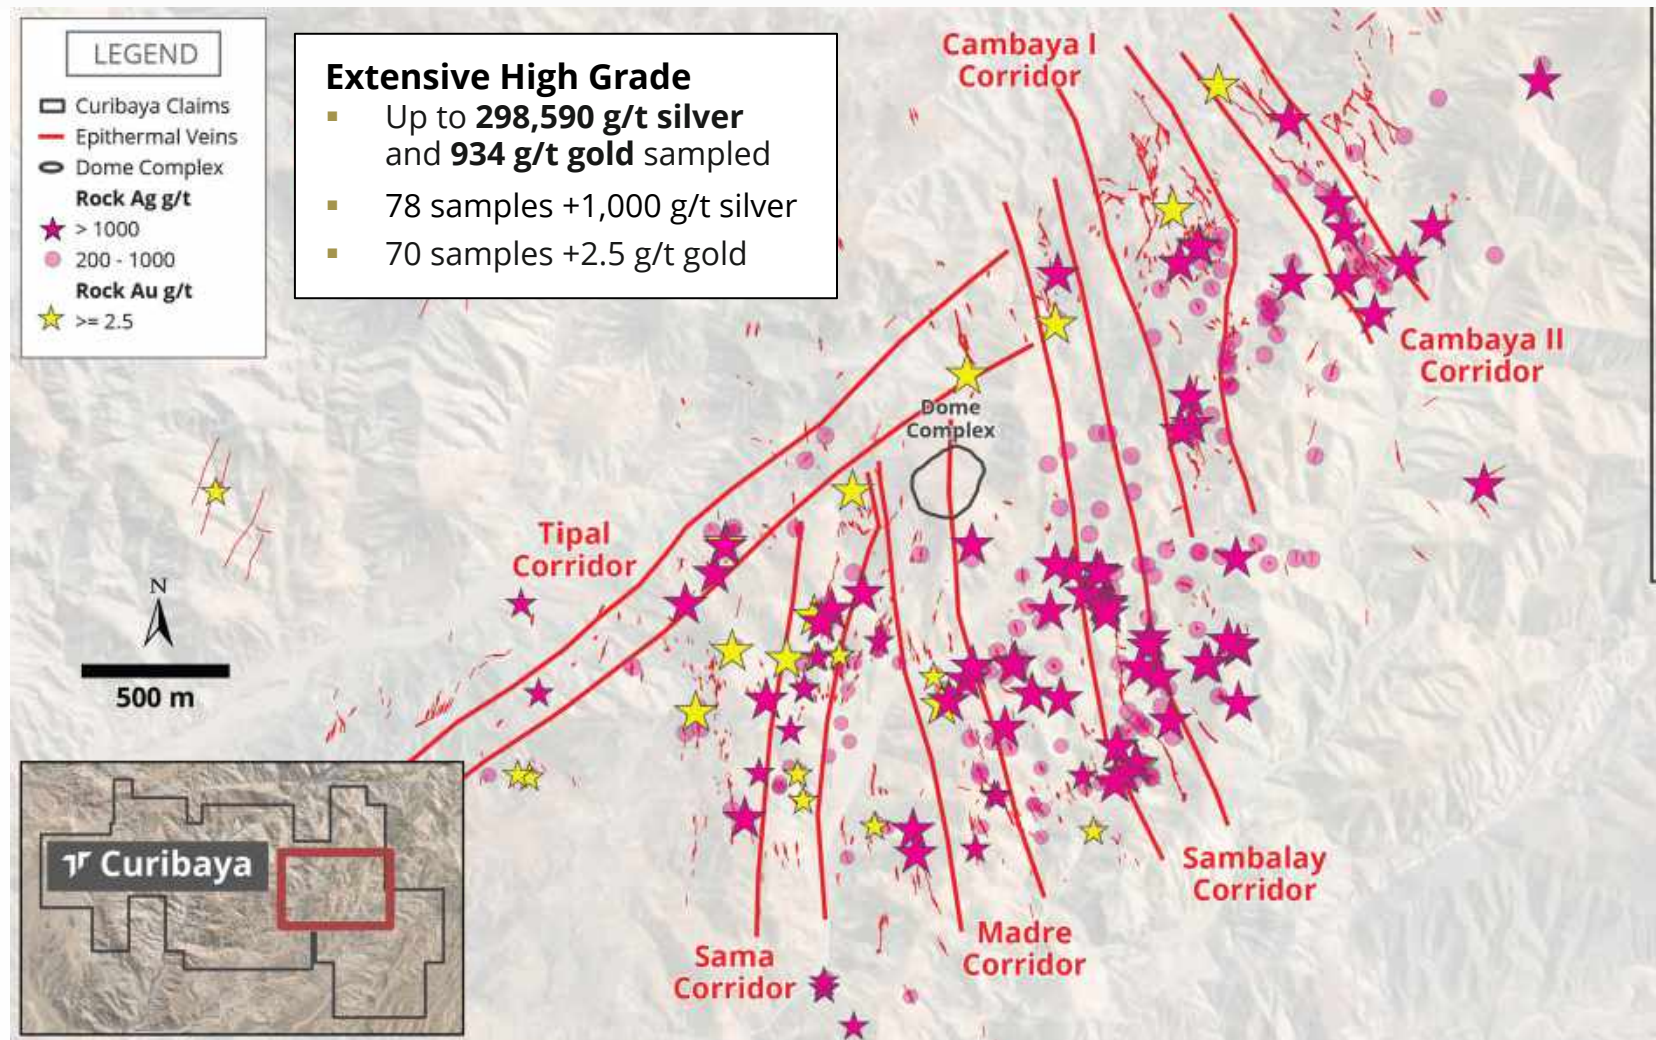 LEGEND
Curibaya Claims
Epithermal Veins
Dome Complex
Rock Ag g/t
> 1000
200 - 1000
Rock Au g/t
>= 2.5
Extensive High Grade
▪ Up to 298,590 g/t silver
and 934 g/t gold sampled
▪ 78 samples +1,000 g/t silver
▪ 70 samples +2.5 g/t gold
Cambaya I
Corridor
Cambaya II
Corridor
Dome
Complex
Tipal
Corridor
N
500 m
Curibaya
Sambalay
Corridor
Madre
Corridor
Sama
Corridor